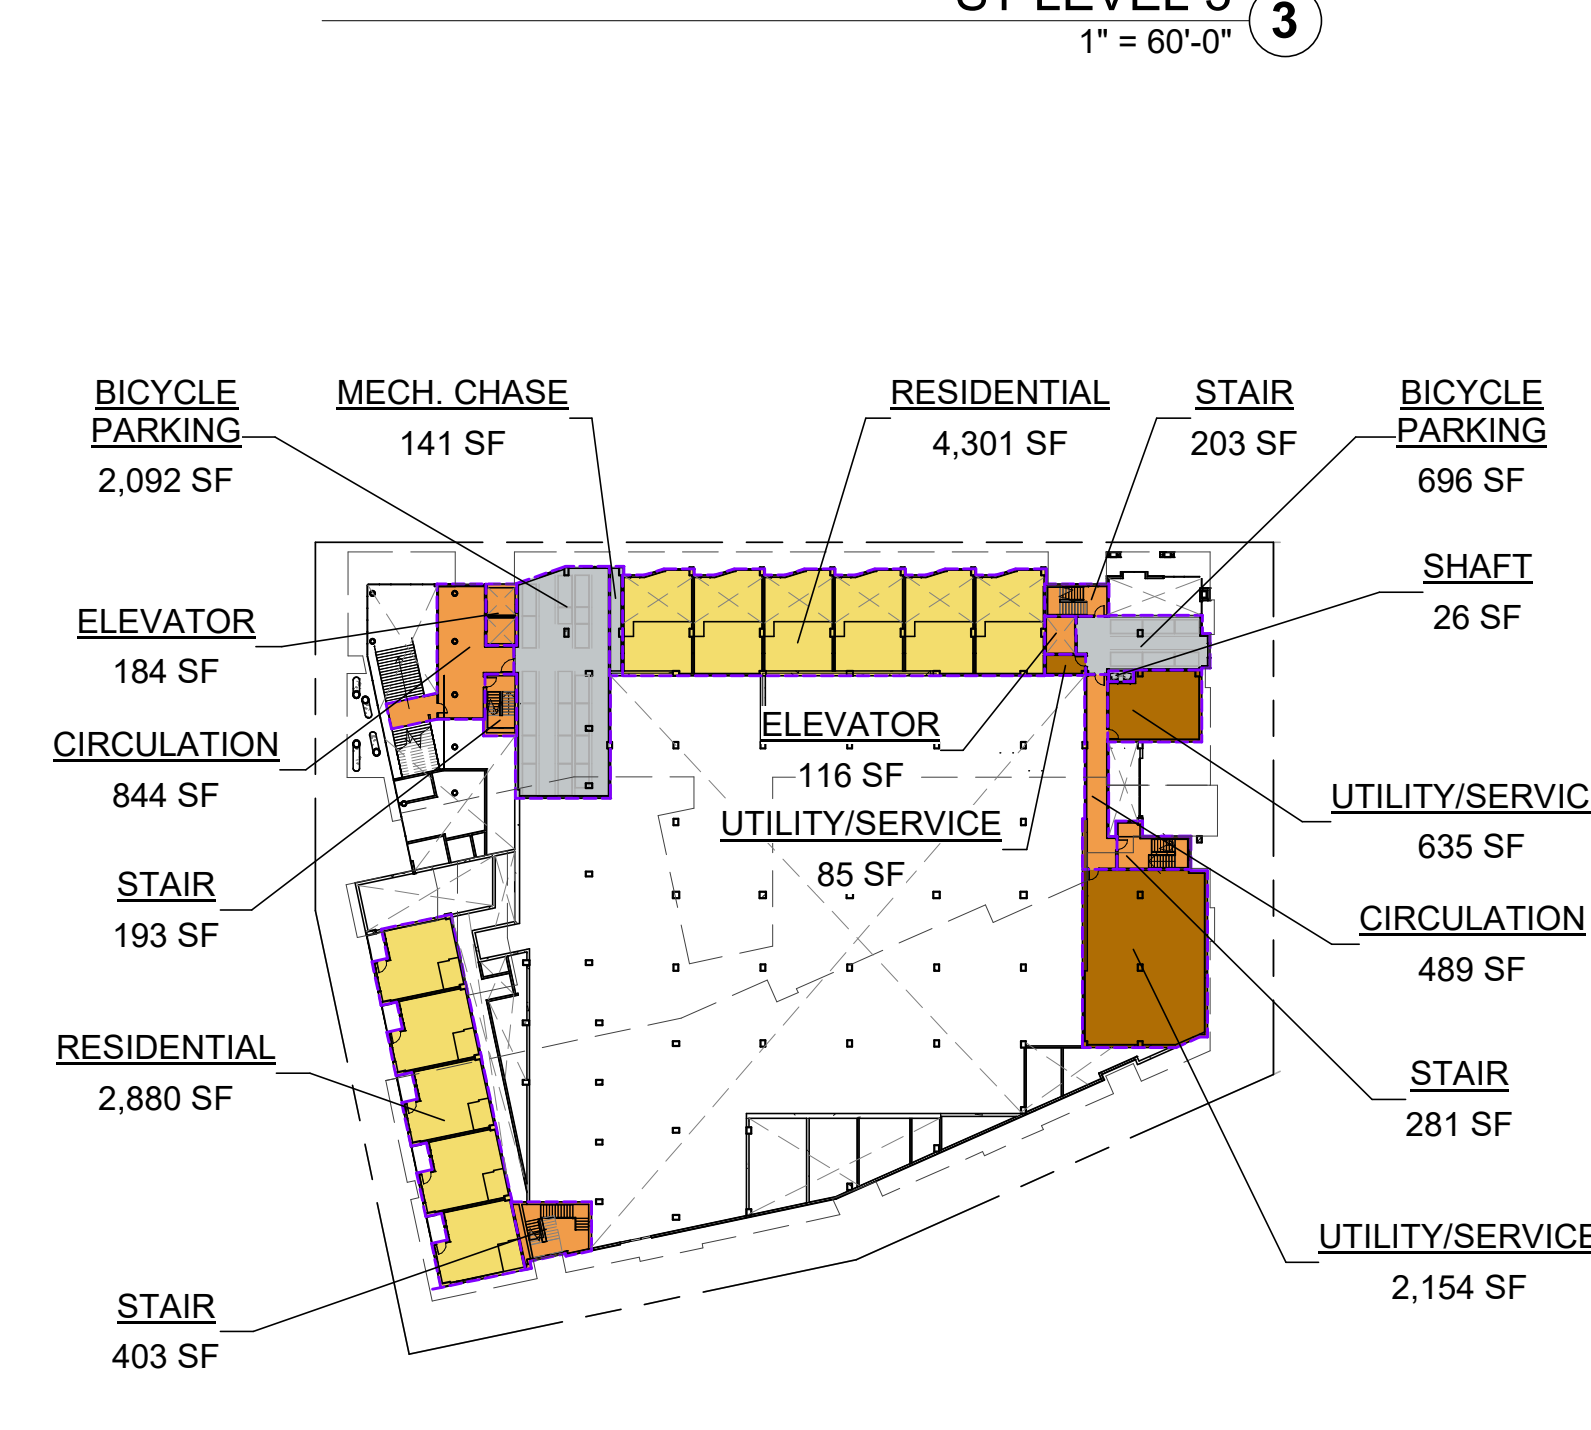 3
1" = 60'-0"
BICYCLE
PARKING
2,092 SF
MECH. CHASE
141 SF
RESIDENTIAL
4,301 SF
STAIR
203 SF
BICYCLE
PARKING
696 SF
SHAFT
26 SF
ELEVATOR
184 SF
ELEVATOR
116 SF
CIRCULATION
844 SF
UTILITY/SERVIC
635 SF
UTILITY/SERVICE
85 SF
STAIR
193 SF
CIRCULATION
489 SF
RESIDENTIAL
2,880 SF
STAIR
281 SF
UTILITY/SERVICE
2,154 SF
STAIR
403 SF